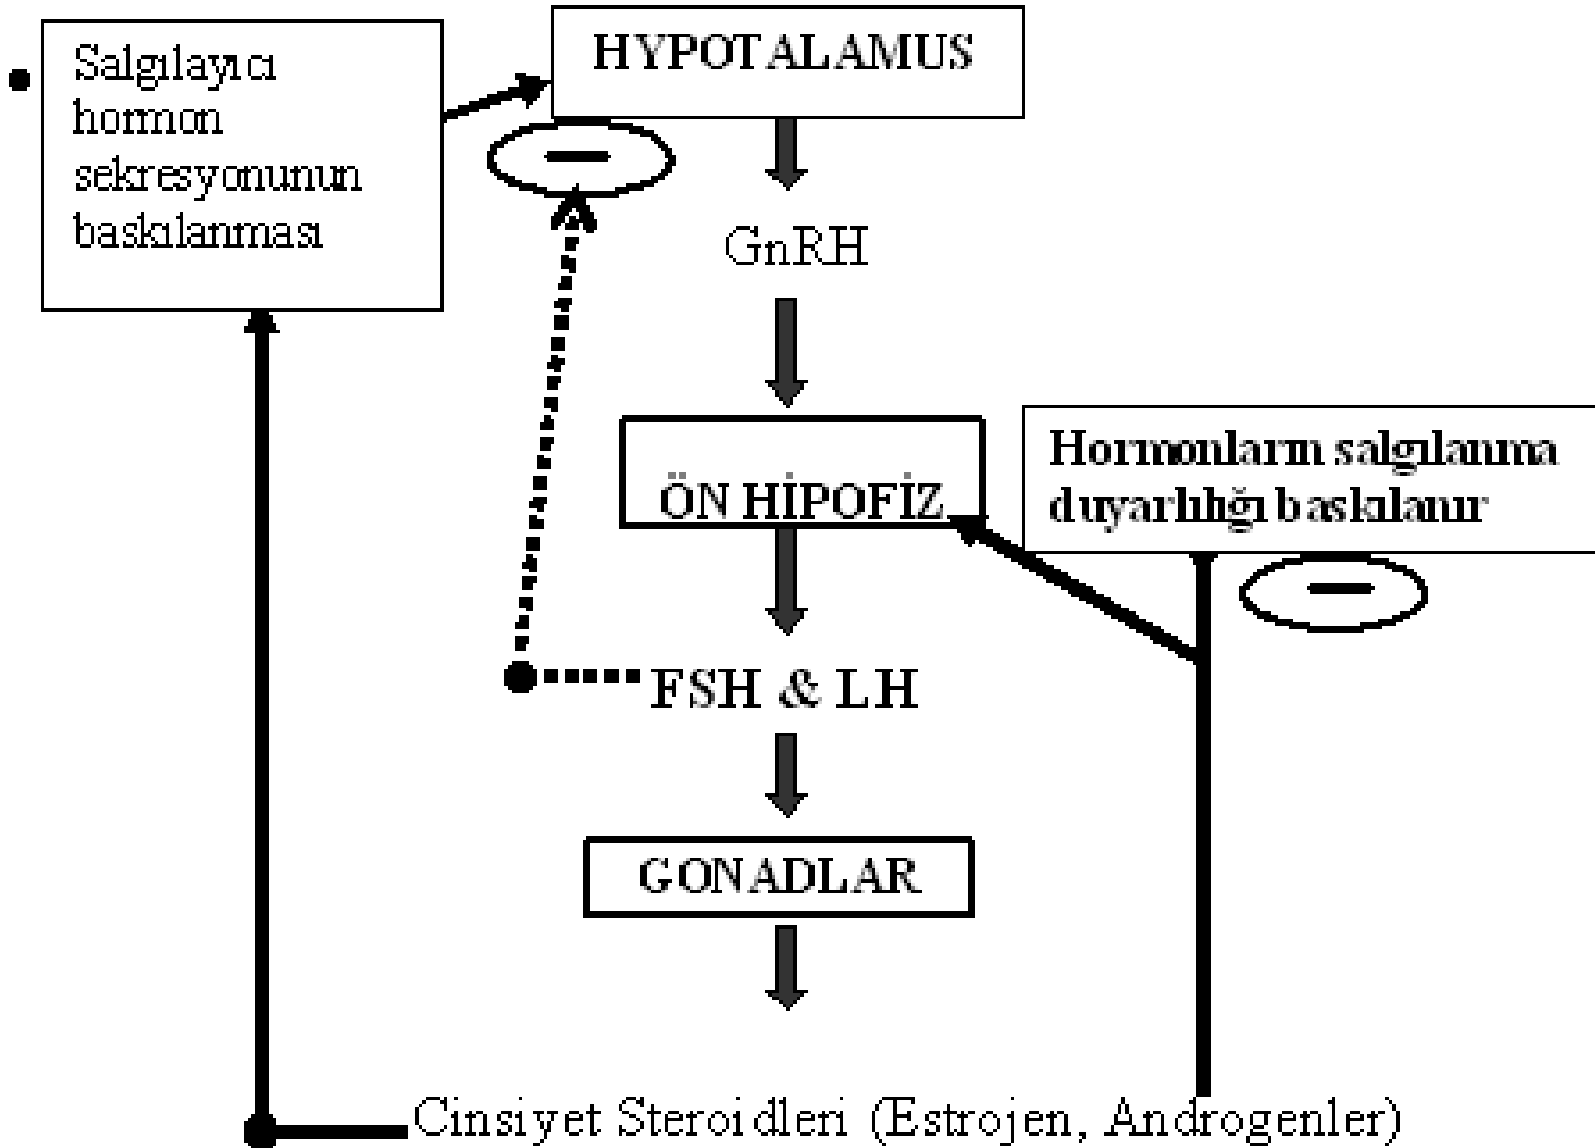 HYPOTALAMUS
• Salgılayıcı
hormon
sekresyonunun
baskılanması
GnRH
ÖN HİPOFİZ
Hormonların salgılanma
duyarlılığı baskılanır
FSH & LH
GONADLAR
Cinsiyet Steroidleri (Estrojen, Androgenler)